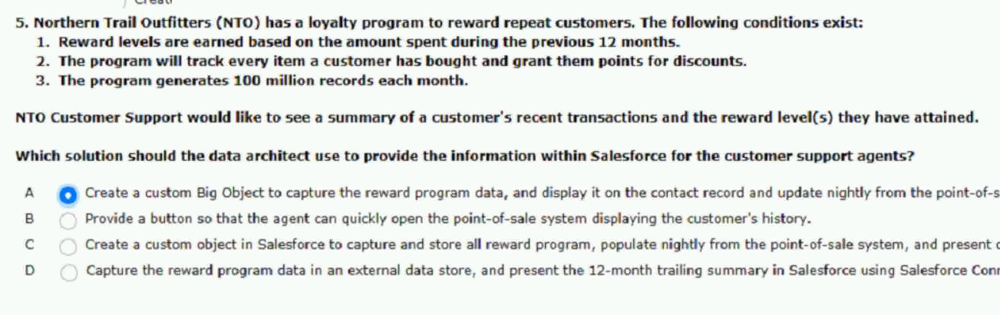 5. Northern Trail Outfitters (NTO) has a loyalty program to reward repeat customers. The following conditions exist:
1. Reward levels are earned based on the amount spent during the previous 12 months.
2. The program will track every item a customer has bought and grant them points for discounts.
3. The program generates 100 million records each month.
NTO Customer Support would like to see a summary of a customer's recent transactions and the reward level(s) they have attained.
Which solution should the data architect use to provide the information within Salesforce for the customer support agents?
A Create a custom Big Object to capture the reward program data, and display it on the contact record and update nightly from the point-of-s
B Provide a button so that the agent can quickly open the point-of-sale system displaying the customer's history.
C Create a custom object in Salesforce to capture and store all reward program, populate nightly from the point-of-sale system, and present
D Capture the reward program data in an external data store, and present the 12-month trailing summary in Salesforce using Salesforce